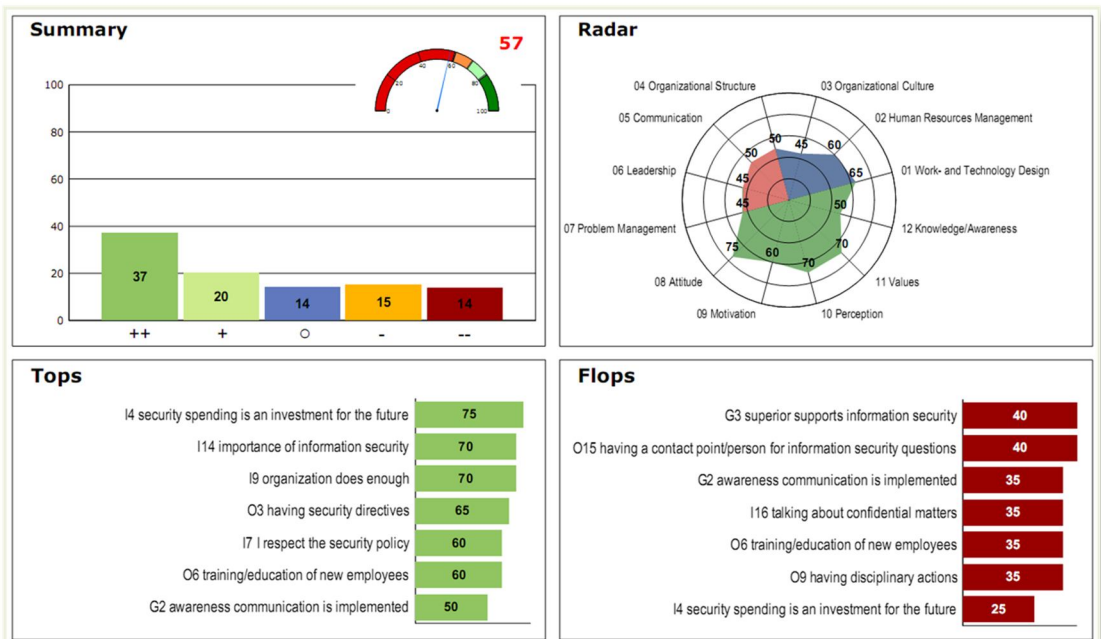 Summary
57
0
20
40
60
80
100
100
80
60
40
20
0
37
20
14
15
14
++
+
○
-
--
Radar
04 Organizational Structure
03 Organizational Culture
05 Communication
02 Human Resources Management
06 Leadership
01 Work- and Technology Design
07 Problem Management
12 Knowledge/Awareness
08 Attitude
11 Values
09 Motivation
10 Perception
50
45
60
50
65
45
45
50
75
60
70
70
Tops
I4 security spending is an investment for the future 75
I14 importance of information security 70
I9 organization does enough 70
O3 having security directives 65
I7 I respect the security policy 60
O6 training/education of new employees 60
G2 awareness communication is implemented 50
Flops
G3 superior supports information security 40
O15 having a contact point/person for information security questions 40
G2 awareness communication is implemented 35
I16 talking about confidential matters 35
O6 training/education of new employees 35
O9 having disciplinary actions 35
I4 security spending is an investment for the future 25